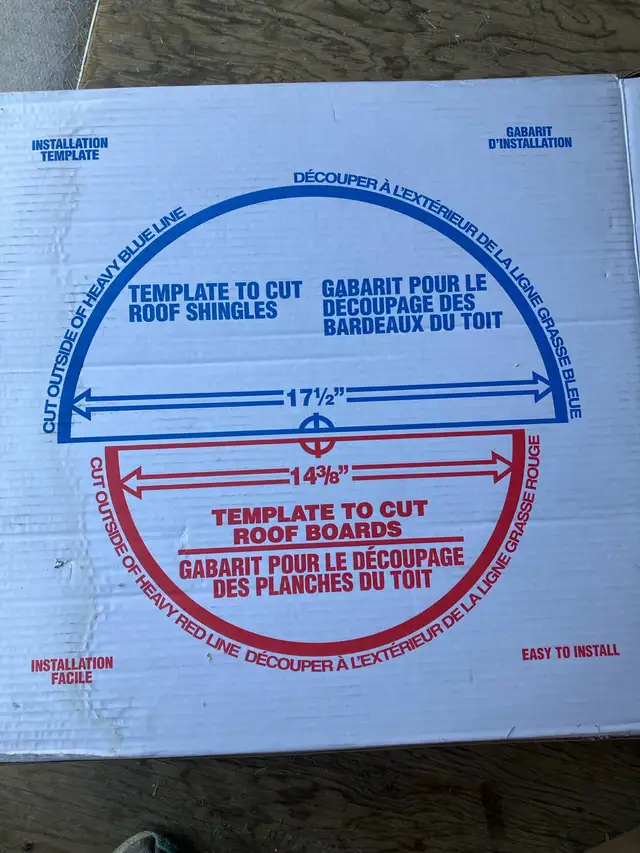 INSTALLATION
TEMPLATE
GABARIT
D'INSTALLATION
CUT OUTSIDE OF HEAVY BLUE LINE
DÉCOUPER À L'EXTÉRIEUR DE LA LIGNE GRASSE BLEUE
TEMPLATE TO CUT
ROOF SHINGLES
GABARIT POUR LE
DÉCOUPAGE DES
BARDEAUX DU TOIT
17½"
14⅜"
TEMPLATE TO CUT
ROOF BOARDS
GABARIT POUR LE DÉCOUPAGE
DES PLANCHES DU TOIT
CUT OUTSIDE OF HEAVY RED LINE
DÉCOUPER À L'EXTÉRIEUR DE LA LIGNE GRASSE ROUGE
INSTALLATION
FACILE
EASY TO INSTALL